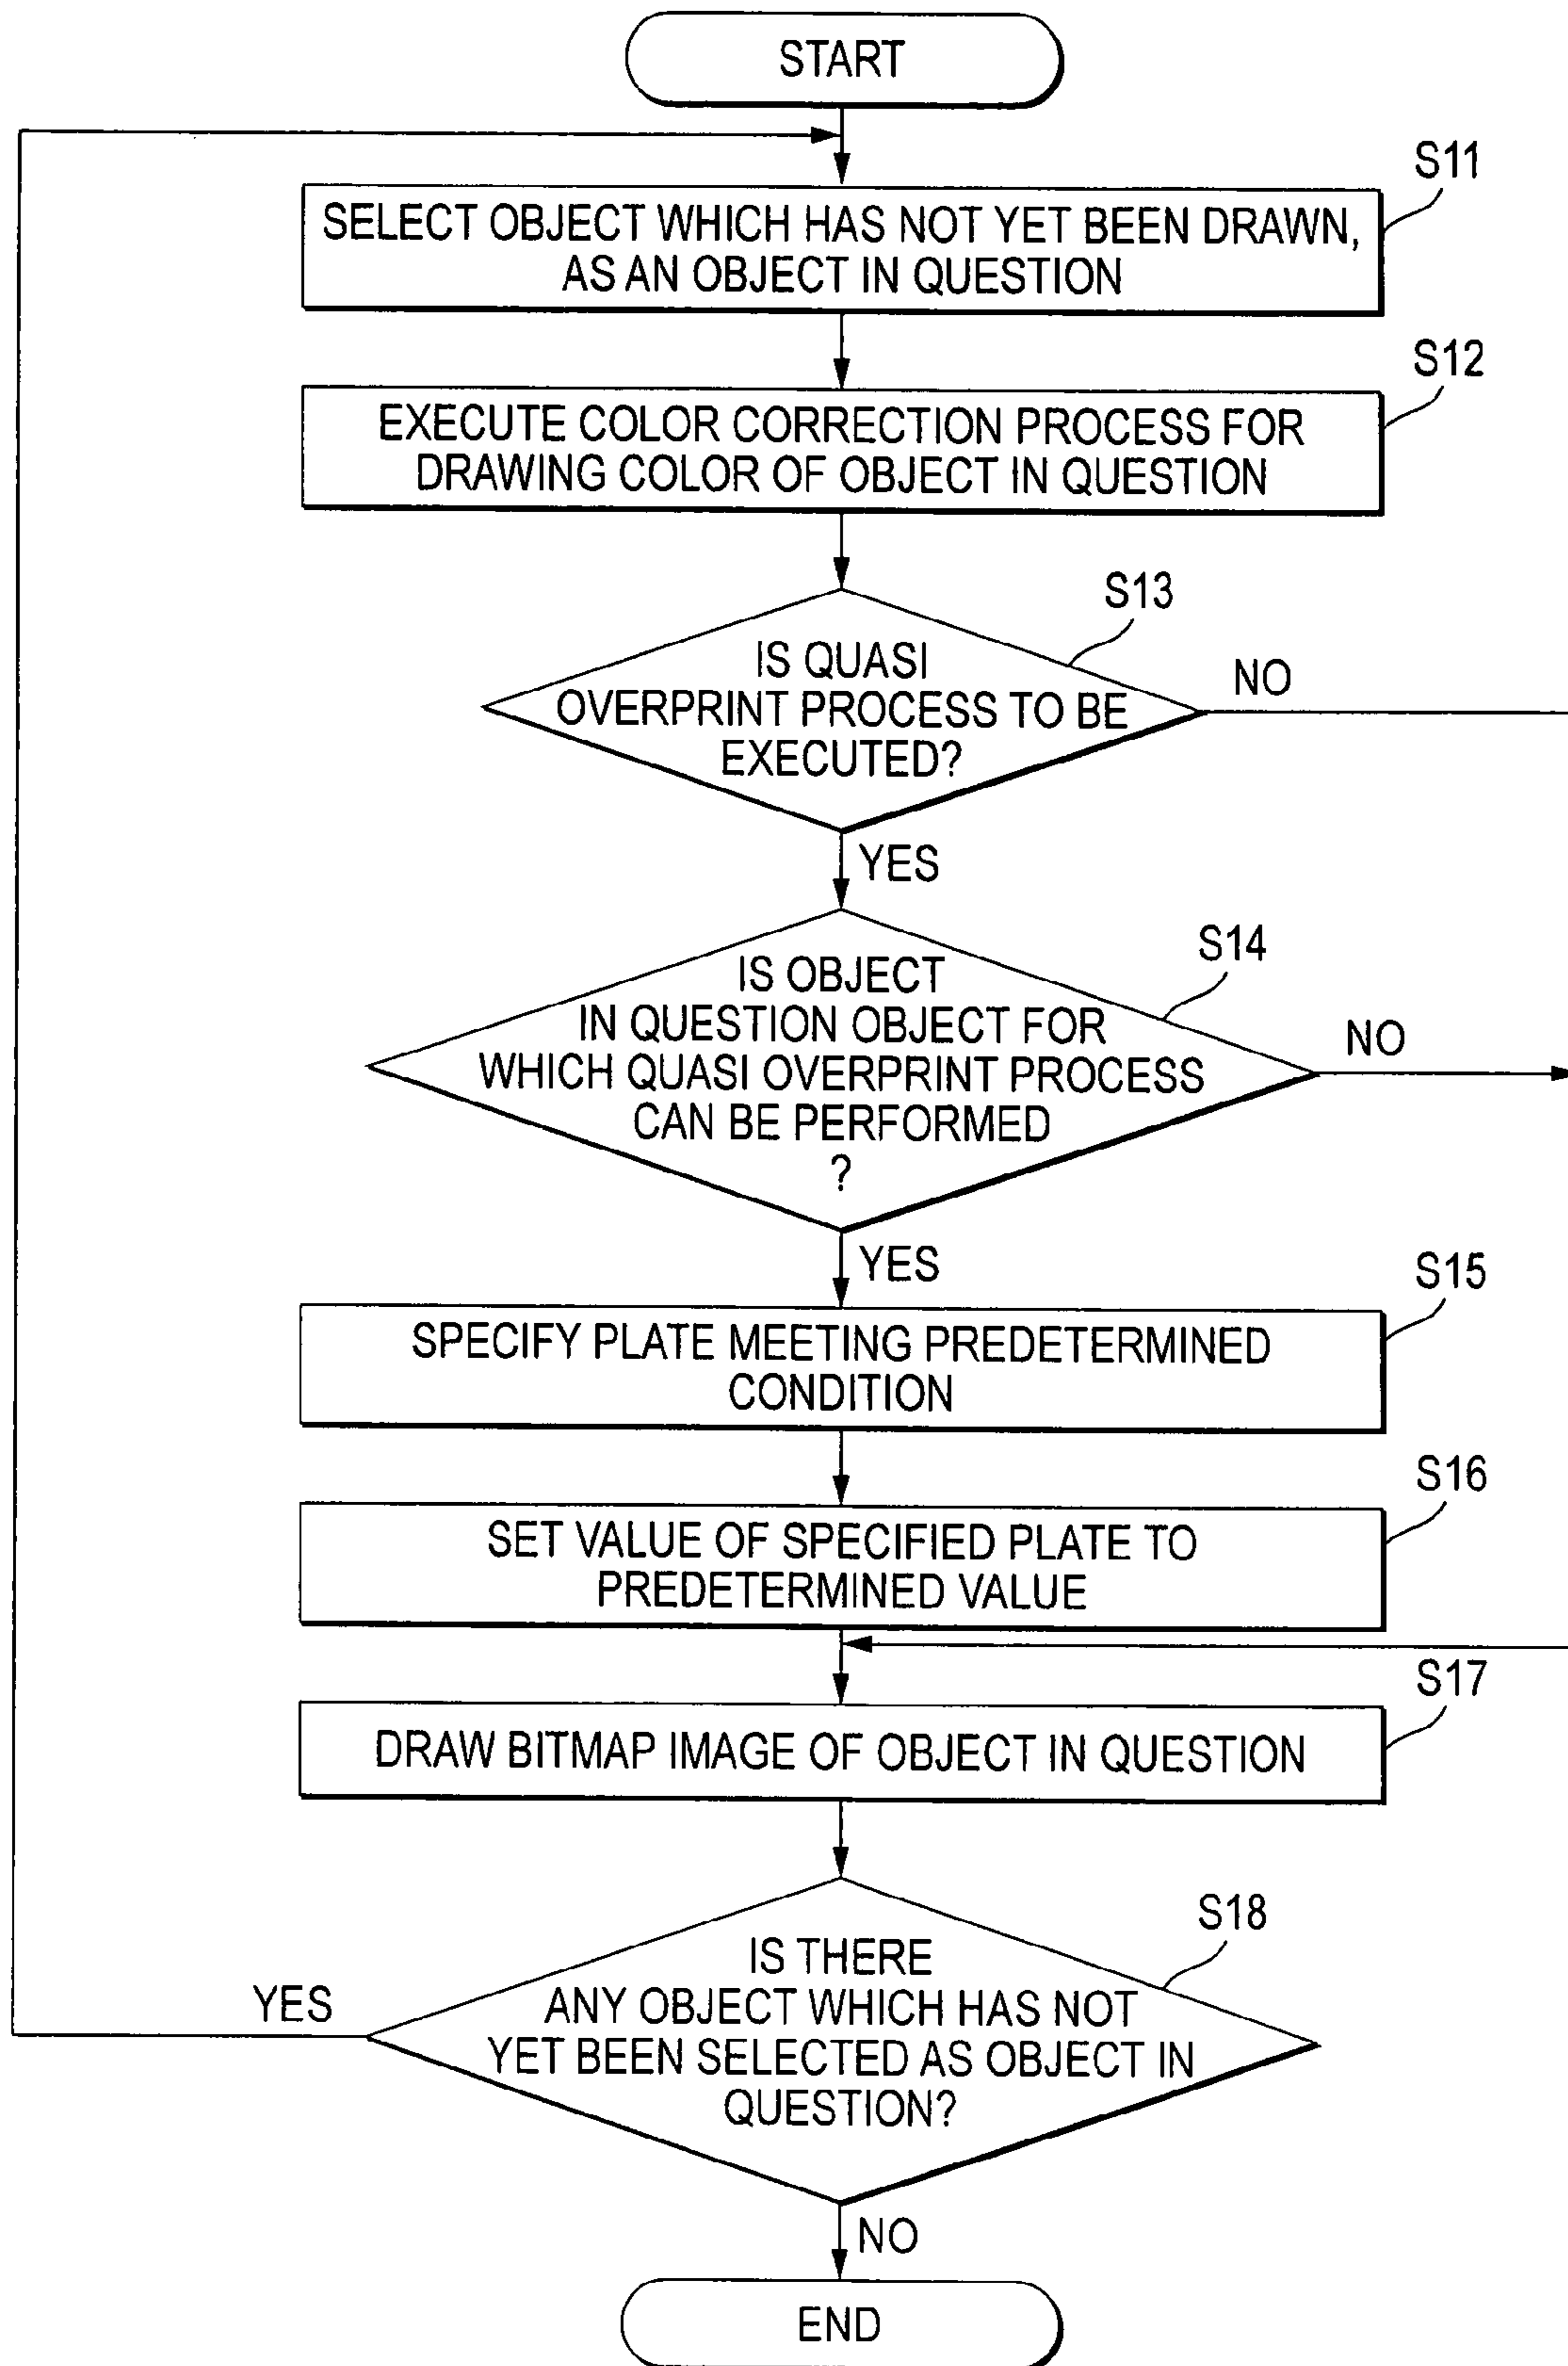 START
S11
SELECT OBJECT WHICH HAS NOT YET BEEN DRAWN,
AS AN OBJECT IN QUESTION
S12
EXECUTE COLOR CORRECTION PROCESS FOR
DRAWING COLOR OF OBJECT IN QUESTION
S13
IS QUASI
OVERPRINT PROCESS TO BE
EXECUTED?
NO
YES
S14
IS OBJECT
IN QUESTION OBJECT FOR
WHICH QUASI OVERPRINT PROCESS
CAN BE PERFORMED
?
NO
YES
S15
SPECIFY PLATE MEETING PREDETERMINED
CONDITION
S16
SET VALUE OF SPECIFIED PLATE TO
PREDETERMINED VALUE
S17
DRAW BITMAP IMAGE OF OBJECT IN QUESTION
S18
IS THERE
ANY OBJECT WHICH HAS NOT
YET BEEN SELECTED AS OBJECT IN
QUESTION?
YES
NO
END